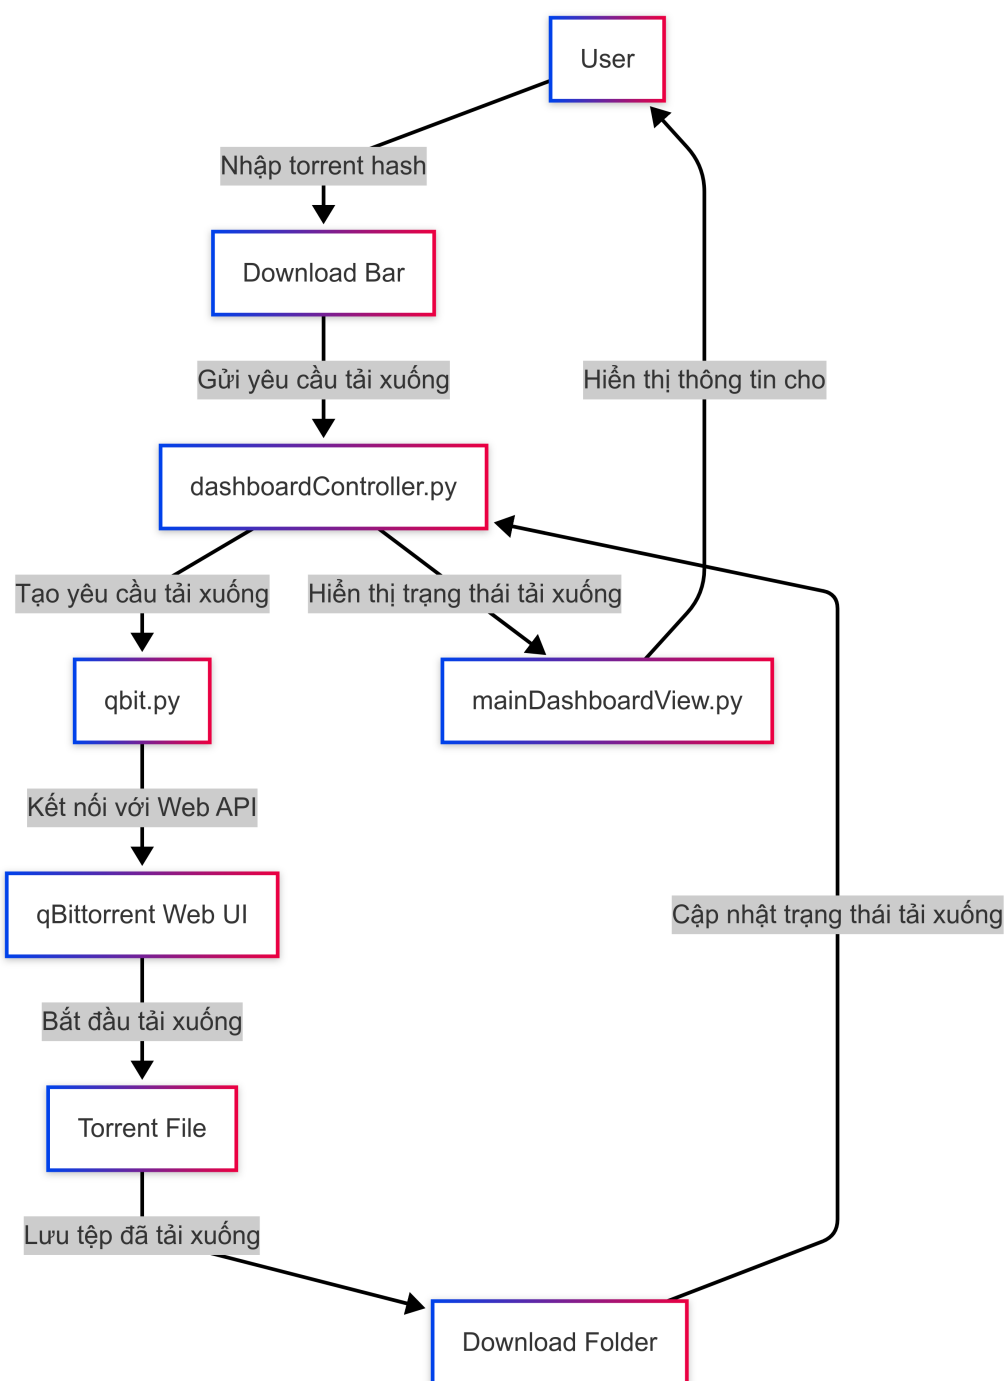 User
Nhập torrent hash
Download Bar
Gửi yêu cầu tải xuống
Hiển thị thông tin cho
dashboardController.py
Tạo yêu cầu tải xuống
Hiển thị trạng thái tải xuống
qbit.py
mainDashboardView.py
Kết nối với Web API
qBittorrent Web UI
Cập nhật trạng thái tải xuống
Bắt đầu tải xuống
Torrent File
Lưu tệp đã tải xuống
Download Folder